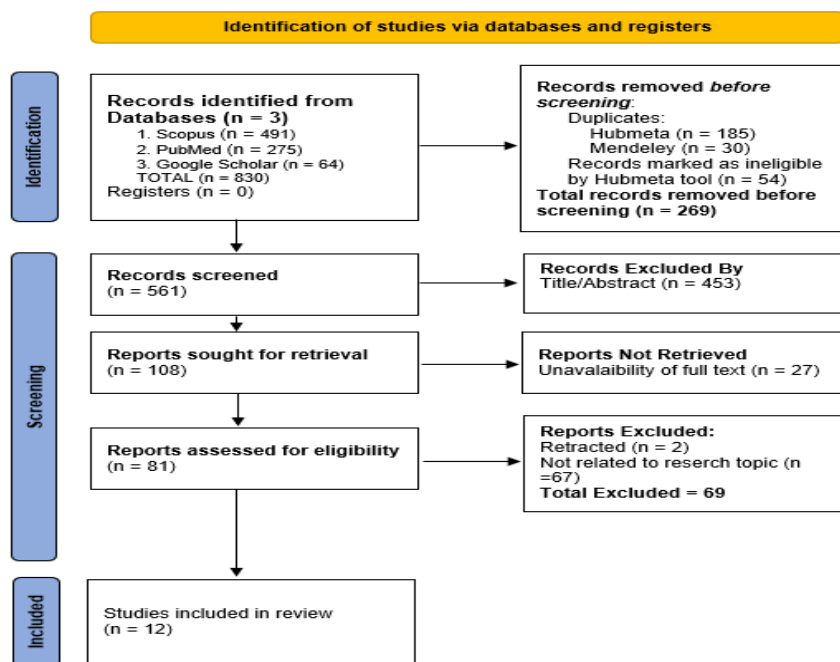 Identification of studies via databases and registers
Identification
Records identified from
Databases (n = 3)
1. Scopus (n = 491)
2. PubMed (n = 275)
3. Google Scholar (n = 64)
TOTAL (n = 830)
Registers (n = 0)
Records removed before
screening:
Duplicates:
Hubmeta (n = 185)
Mendeley (n = 30)
Records marked as ineligible
by Hubmeta tool (n = 54)
Total records removed before
screening (n = 269)
Screening
Records screened
(n = 561)
Records Excluded By
Title/Abstract (n = 453)
Reports sought for retrieval
(n = 108)
Reports Not Retrieved
Unavalaibility of full text (n = 27)
Reports assessed for eligibility
(n = 81)
Reports Excluded:
Retracted (n = 2)
Not related to reserch topic (n
=67)
Total Excluded = 69
Included
Studies included in review
(n = 12)